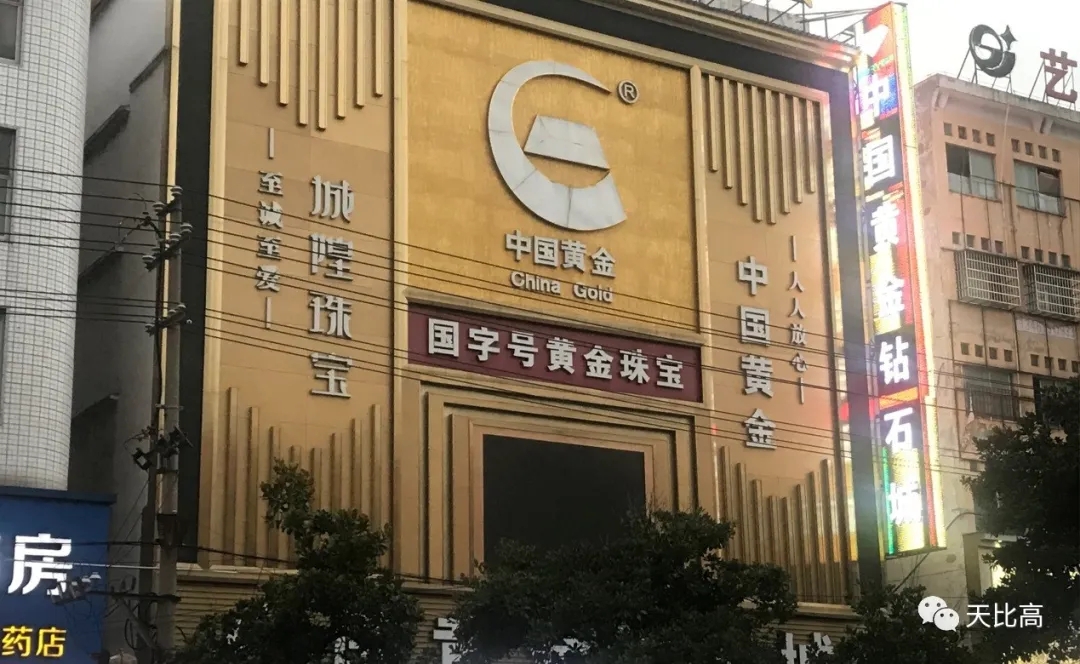 至诚至爱
城隍珠宝
®
中国黄金
China Gold
国字号黄金珠宝
中国黄金
人人放心
中国黄金钻石城
艺
房
药店
天比高